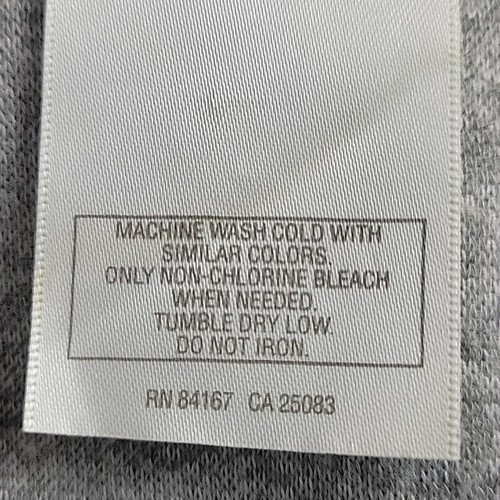 MACHINE WASH COLD WITH
SIMILAR COLORS.
ONLY NON-CHLORINE BLEACH
WHEN NEEDED.
TUMBLE DRY LOW.
DO NOT IRON.
RN 84167 CA 25083